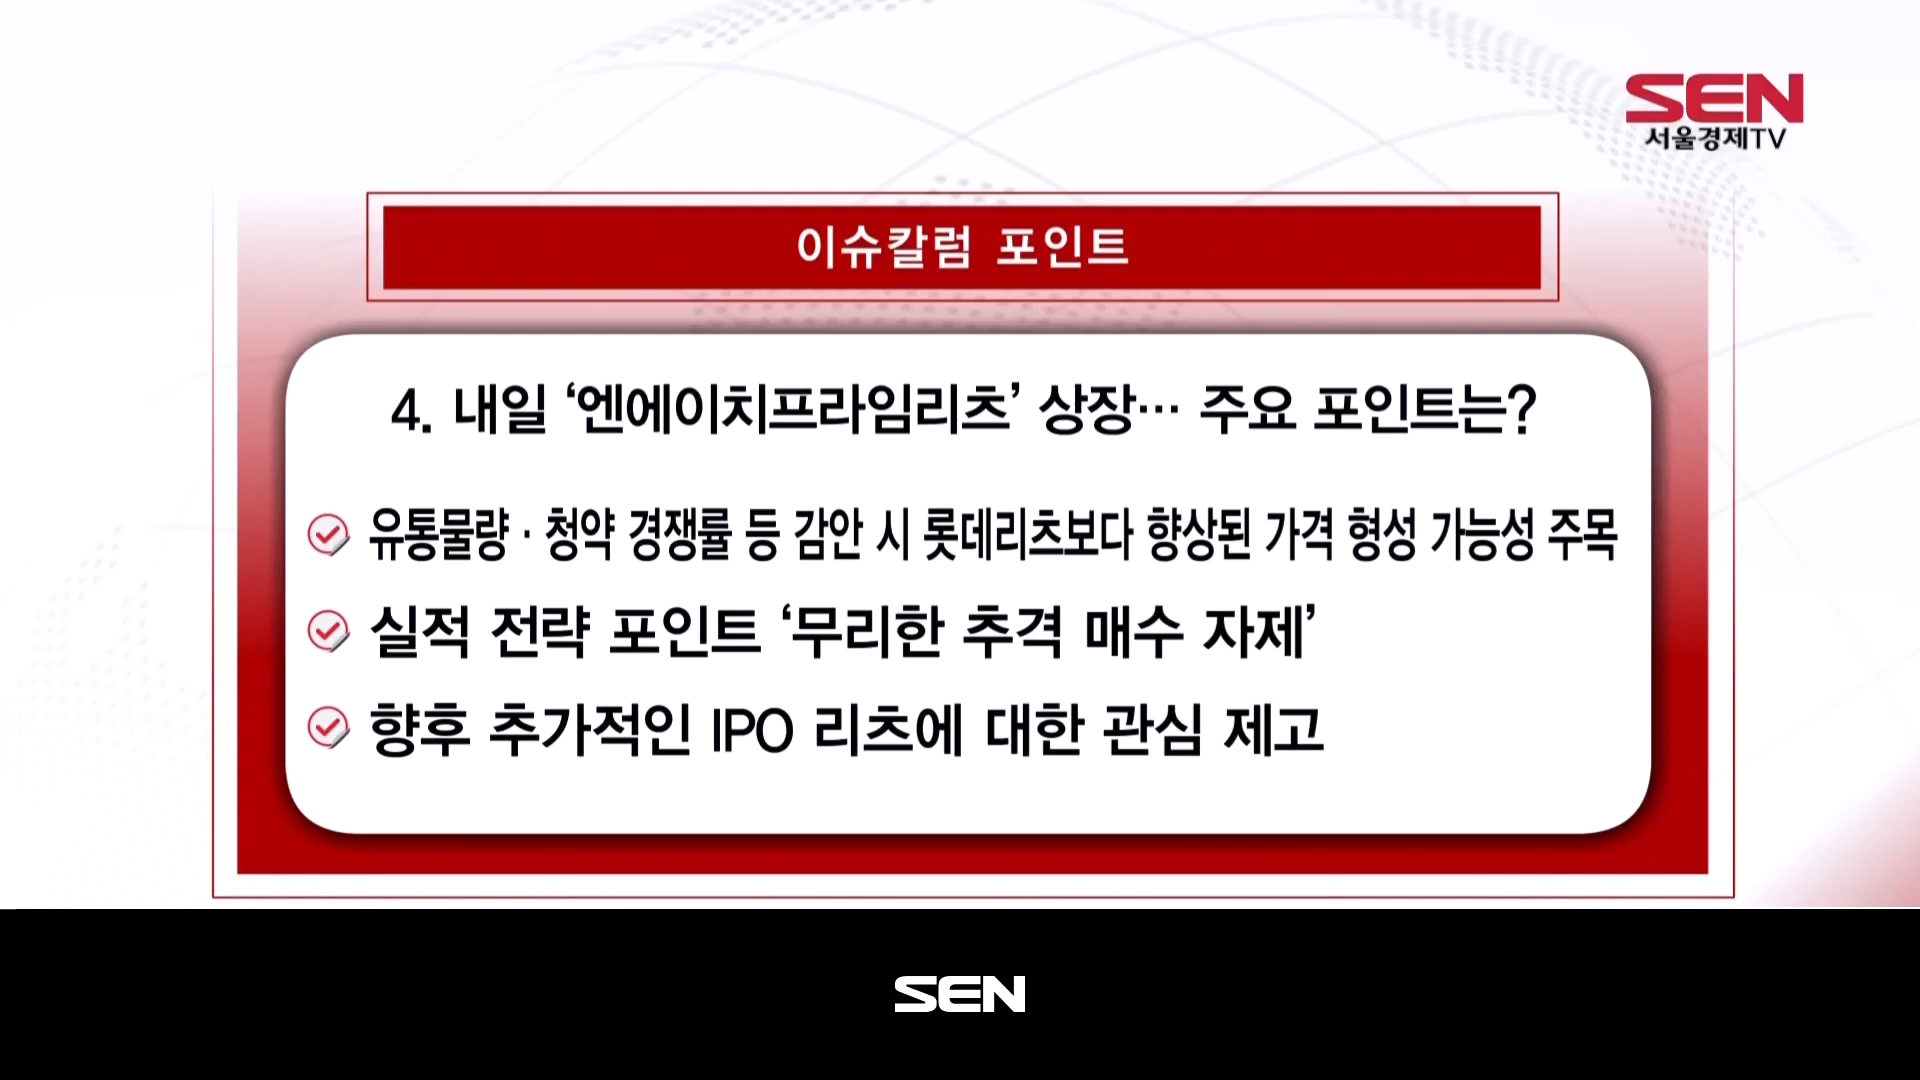 SEN
서울경제TV
이슈칼럼 포인트
4. 내일 ‘엔에이치프라임리츠’ 상장… 주요 포인트는?
유통물량·청약 경쟁률 등 감안 시 롯데리츠보다 향상된 가격 형성 가능성 주목
실적 전략 포인트 ‘무리한 추격 매수 자제’
향후 추가적인 IPO 리츠에 대한 관심 제고
SEN